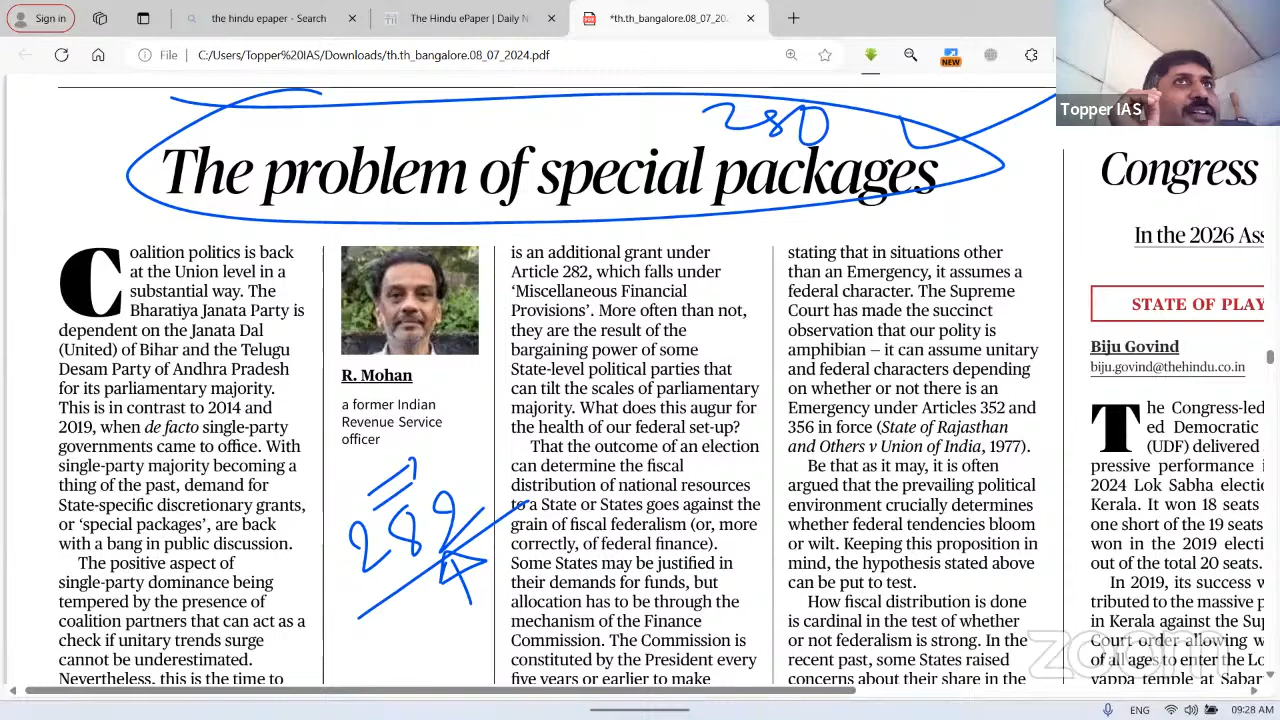 Sign in
the hindu epaper - Search
The Hindu ePaper | Daily N
*th.th_bangalore.08_07_202
File
C:/Users/Topper%20IAS/Downloads/th.th_bangalore.08_07_2024.pdf
NEW
Topper IAS
280
The problem of special packages
Coalition politics is back
at the Union level in a
substantial way. The
Bharatiya Janata Party is
dependent on the Janata Dal
(United) of Bihar and the Telugu
Desam Party of Andhra Pradesh
for its parliamentary majority.
This is in contrast to 2014 and
2019, when de facto single-party
governments came to office. With
single-party majority becoming a
thing of the past, demand for
State-specific discretionary grants,
or ‘special packages’, are back
with a bang in public discussion.
The positive aspect of
single-party dominance being
tempered by the presence of
coalition partners that can act as a
check if unitary trends surge
cannot be underestimated.
Nevertheless, this is the time to
R. Mohan
a former Indian
Revenue Service
officer
282
is an additional grant under
Article 282, which falls under
‘Miscellaneous Financial
Provisions’. More often than not,
they are the result of the
bargaining power of some
State-level political parties that
can tilt the scales of parliamentary
majority. What does this augur for
the health of our federal set-up?
That the outcome of an election
can determine the fiscal
distribution of national resources
to a State or States goes against the
grain of fiscal federalism (or, more
correctly, of federal finance).
Some States may be justified in
their demands for funds, but
allocation has to be through the
mechanism of the Finance
Commission. The Commission is
constituted by the President every
five years or earlier to make
stating that in situations other
than an Emergency, it assumes a
federal character. The Supreme
Court has made the succinct
observation that our polity is
amphibian — it can assume unitary
and federal characters depending
on whether or not there is an
Emergency under Articles 352 and
356 in force (State of Rajasthan
and Others v Union of India, 1977).
Be that as it may, it is often
argued that the prevailing political
environment crucially determines
whether federal tendencies bloom
or wilt. Keeping this proposition in
mind, the hypothesis stated above
can be put to test.
How fiscal distribution is done
is cardinal in the test of whether
or not federalism is strong. In the
recent past, some States raised
concerns about their share in the
Congress
In the 2026 Ass
STATE OF PLAY
Biju Govind
biju.govind@thehindu.co.in
The Congress-led
ed Democratic
(UDF) delivered
pressive performance i
2024 Lok Sabha electio
Kerala. It won 18 seats
one short of the 19 seats
won in the 2019 electi
out of the total 20 seats.
In 2019, its success w
tributed to the massive p
in Kerala against the Sup
Court order allowing w
of all ages to enter the Lo
yappa temple at Sabar
zoom
ENG
09:28 AM